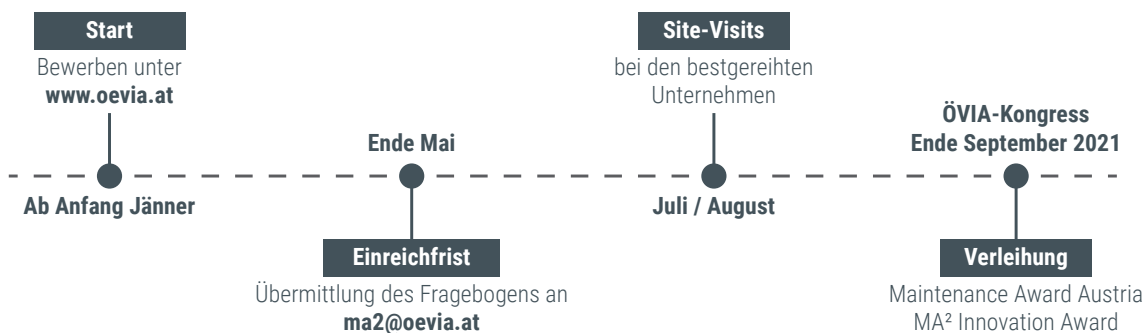 Start
Bewerben unter
www.oevia.at
Ab Anfang Jänner
Ende Mai
Einreichfrist
Übermittlung des Fragebogens an
ma2@oevia.at
Site-Visits
bei den bestgereihten
Unternehmen
Juli / August
ÖVIA-Kongress
Ende September 2021
Verleihung
Maintenance Award Austria
MA² Innovation Award